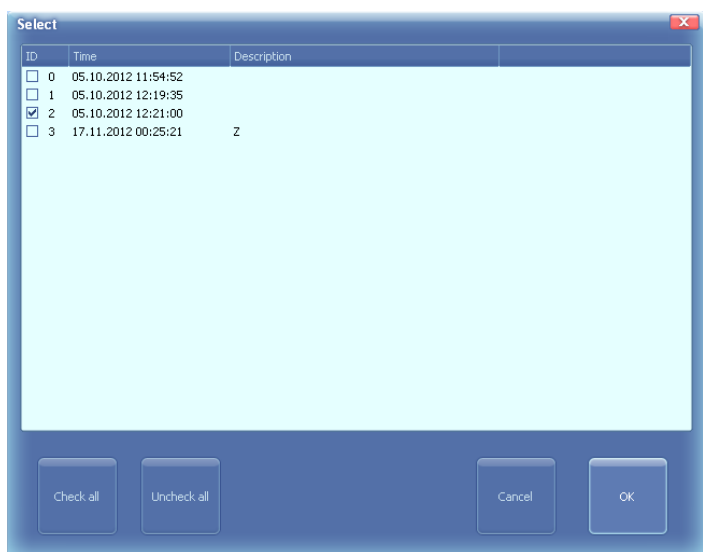 Select
ID Time Description
0 05.10.2012 11:54:52
1 05.10.2012 12:19:35
2 05.10.2012 12:21:00
3 17.11.2012 00:25:21 Z
Check all Uncheck all Cancel OK